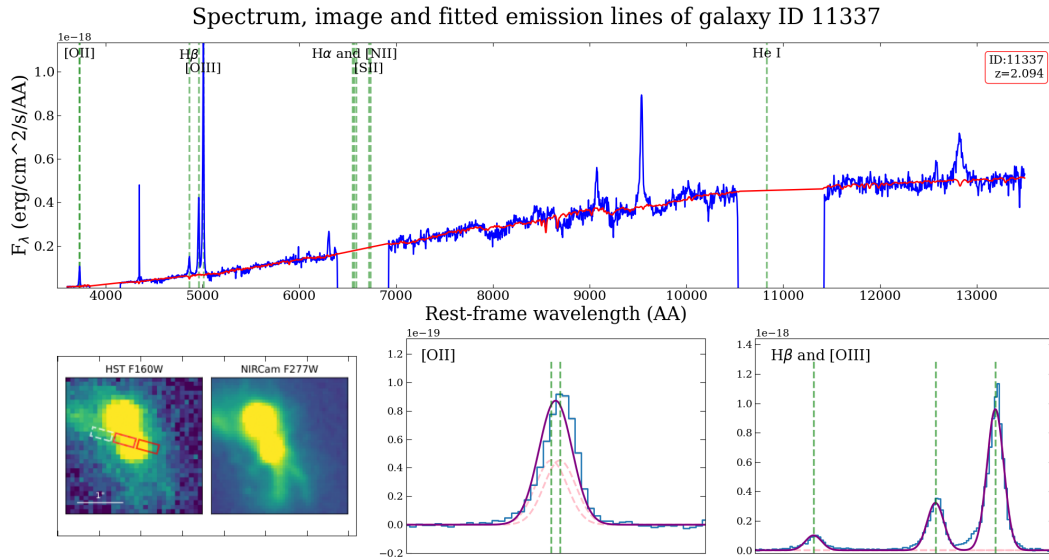 Spectrum, image and fitted emission lines of galaxy ID 11337
1e−18
[OII]
Hβ
[OIII]
Hα and [NII]
[SII]
He I
ID:11337
z=2.094
1.0
0.8
0.6
0.4
0.2
F_λ (erg/cm^2/s/AA)
4000 5000 6000 7000 8000 9000 10000 11000 12000 13000
Rest-frame wavelength (AA)
HST F160W
NIRCam F277W
1"
1e−19
[OII]
1.2
1.0
0.8
0.6
0.4
0.2
0.0
−0.2
1e−18
Hβ and [OIII]
1.4
1.2
1.0
0.8
0.6
0.4
0.2
0.0